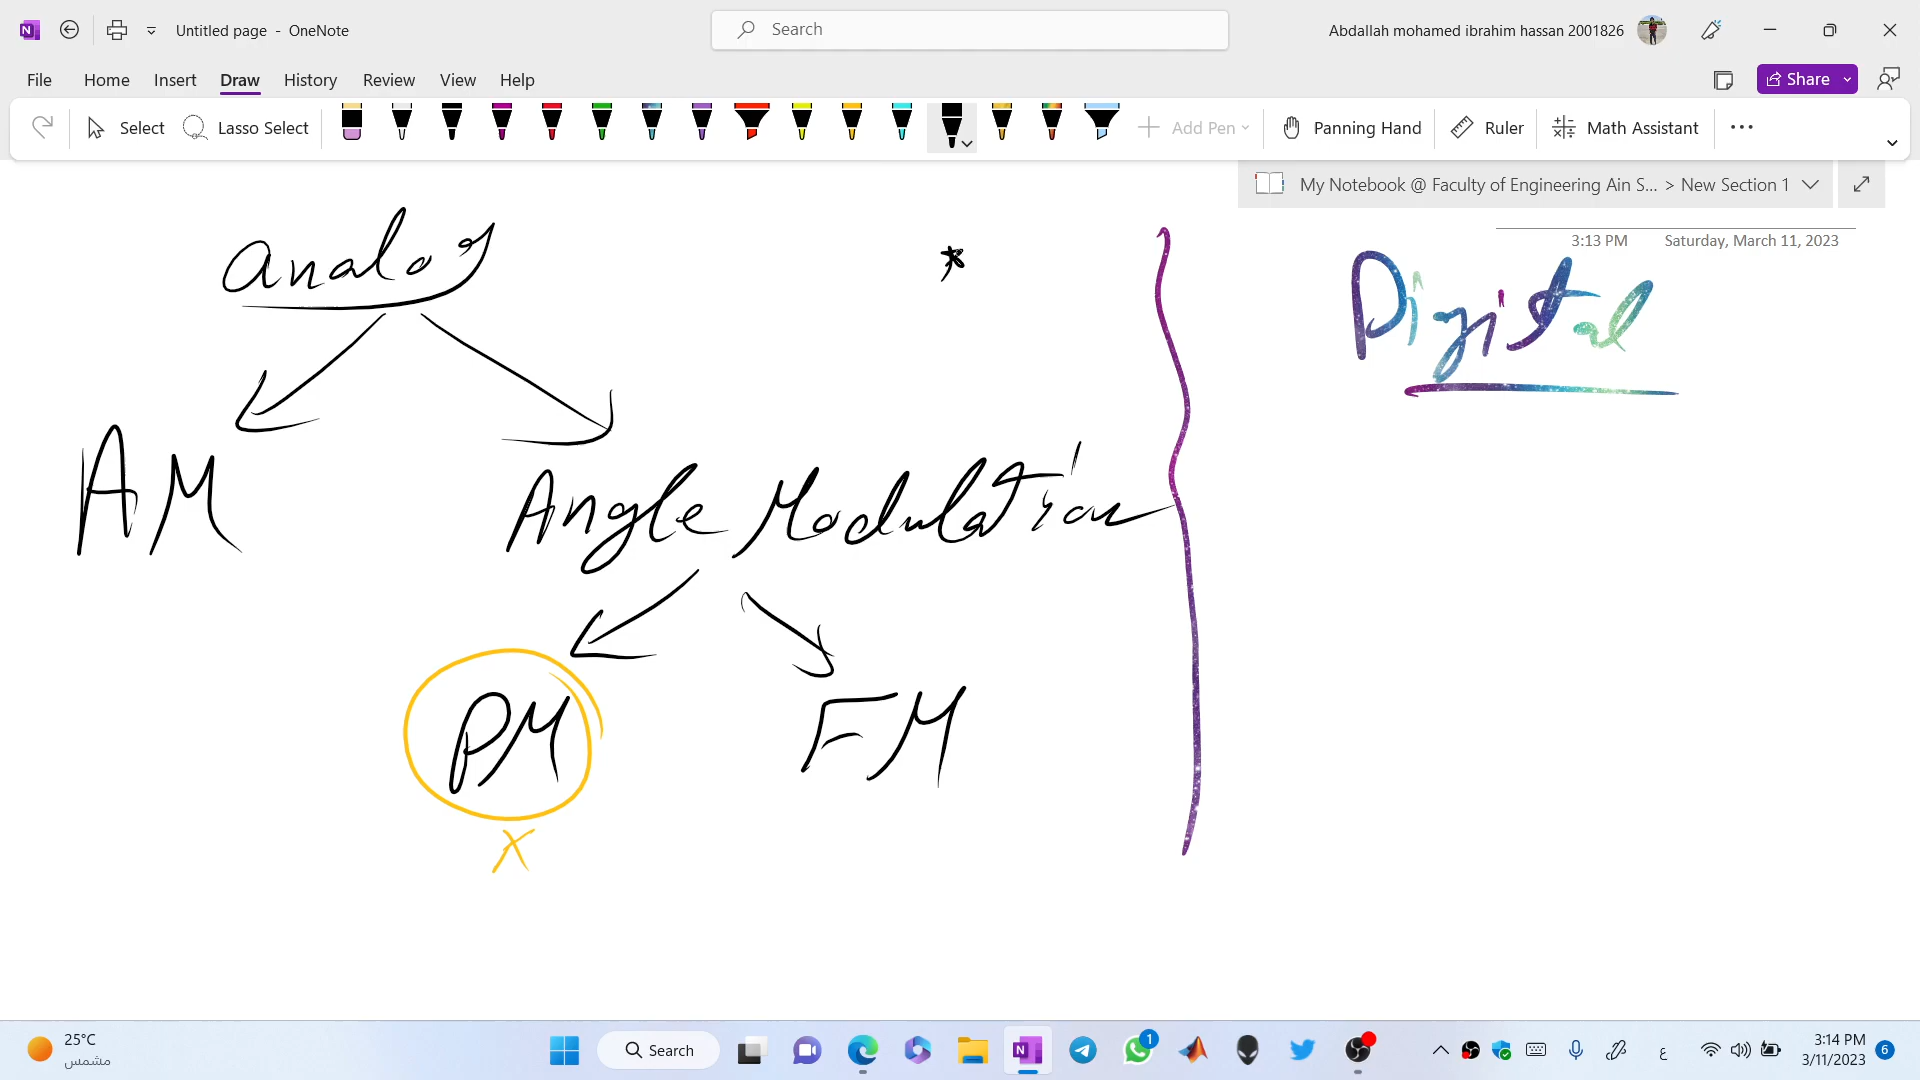 Untitled page - OneNote
Search
Abdallah mohamed ibrahim hassan 2001826
File Home Insert Draw History Review View Help
Share
Select
Lasso Select
Add Pen
Panning Hand
Ruler
Math Assistant
My Notebook @ Faculty of Engineering Ain S... > New Section 1
3:13 PM Saturday, March 11, 2023
analog
Digital
AM
Angle Modulation
PM
FM
X
25°C
مشمس
Search
1
ع
3:14 PM
3/11/2023
6